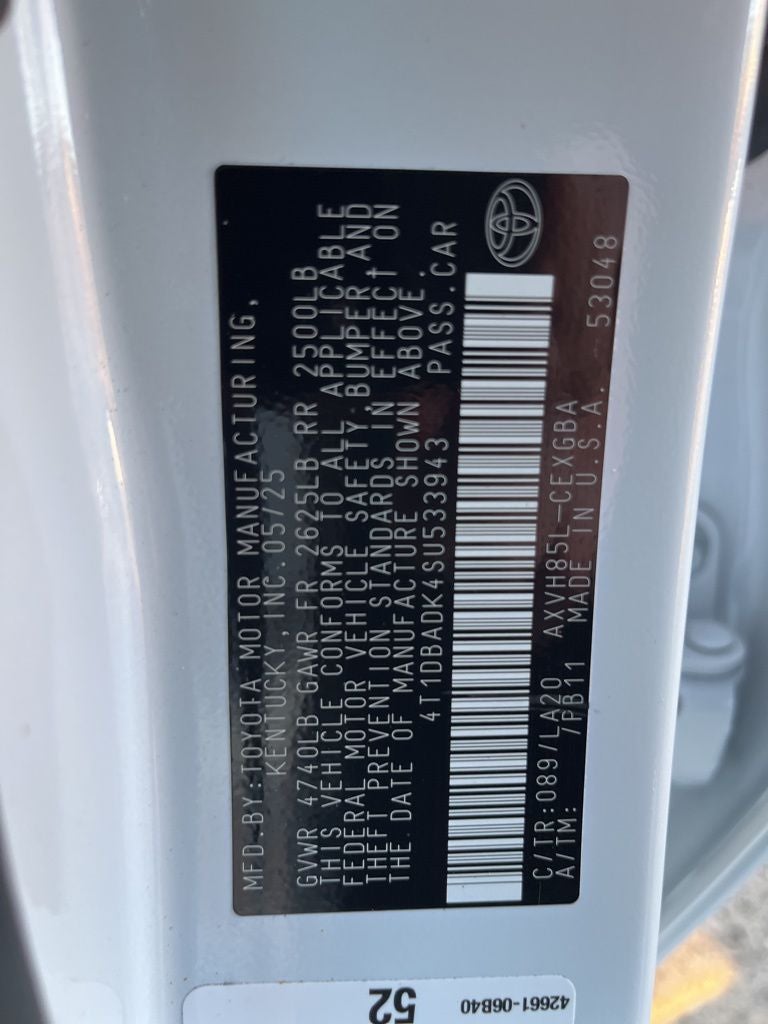 MFD BY:TOYOTA MOTOR MANUFACTURING,
KENTUCKY,INC.05/25
GVWR 4740LB GAWR FR 2625LB RR 2500LB
THIS VEHICLE CONFORMS TO ALL APPLICABLE
FEDERAL MOTOR VEHICLE SAFETY,BUMPER,AND
THEFT PREVENTION STANDARDS IN EFFECT ON
THE DATE OF MANUFACTURE SHOWN ABOVE.
4T1DBADK4SU533943 PASS.CAR
C/TR:089/LA20 AXVH85L-CEXGBA
A/TM: /PB11 MADE IN U.S.A. 53048
52
42661-06B40